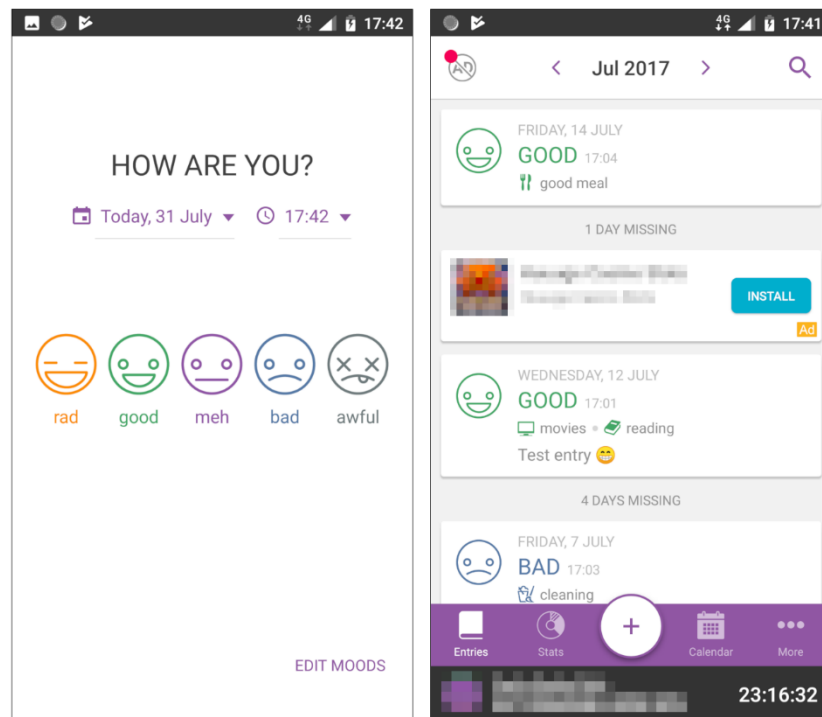 4G 17:42
HOW ARE YOU?
Today, 31 July 17:42
rad good meh bad awful
EDIT MOODS
4G 17:41
AD Jul 2017
FRIDAY, 14 JULY
GOOD 17:04
good meal
1 DAY MISSING
INSTALL
Ad
WEDNESDAY, 12 JULY
GOOD 17:01
movies • reading
Test entry 😁
4 DAYS MISSING
FRIDAY, 7 JULY
BAD 17:03
cleaning
Entries Stats + Calendar More
23:16:32